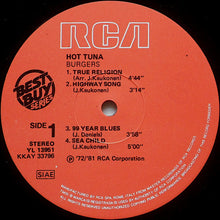 RCA
HOT TUNA
BURGERS
BEST BUY SERIES
1. TRUE RELIGION
(Arr. J.Kaukonen) 4'44"
2. HIGHWAY SONG
(J.Kaukonen) 3'14"
SIDE 1
STEREO
YL 13951
KKAY 33796
3. 99 YEAR BLUES
(J. Daniels) 3'58"
4. SEA CHILD
(J.Kaukonen) 5'00"
℗ '72/'81 RCA Corporation
SIAE